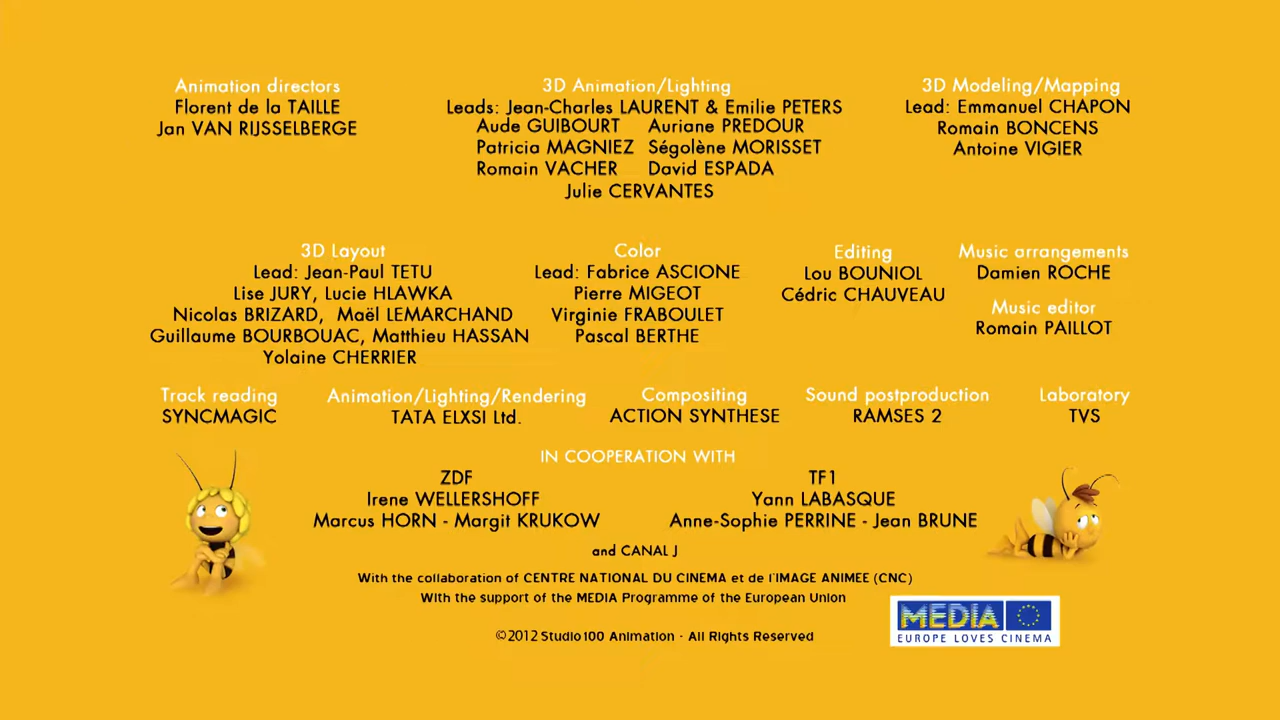 Animation directors
Florent de la TAILLE
Jan VAN RIJSSELBERGE
3D Animation/Lighting
Leads: Jean-Charles LAURENT & Emilie PETERS
Aude GUIBOURT Auriane PREDOUR
Patricia MAGNIEZ Ségolène MORISSET
Romain VACHER David ESPADA
Julie CERVANTES
3D Modeling/Mapping
Lead: Emmanuel CHAPON
Romain BONCENS
Antoine VIGIER
3D Layout
Lead: Jean-Paul TETU
Lise JURY, Lucie HLAWKA
Nicolas BRIZARD, Maël LEMARCHAND
Guillaume BOURBOUAC, Matthieu HASSAN
Yolaine CHERRIER
Color
Lead: Fabrice ASCIONE
Pierre MIGEOT
Virginie FRABOULET
Pascal BERTHE
Editing
Lou BOUNIOL
Cédric CHAUVEAU
Music arrangements
Damien ROCHE
Music editor
Romain PAILLOT
Track reading
SYNCMAGIC
Animation/Lighting/Rendering
TATA ELXSI Ltd.
Compositing
ACTION SYNTHESE
Sound postproduction
RAMSES 2
Laboratory
TVS
IN COOPERATION WITH
ZDF
Irene WELLERSHOFF
Marcus HORN - Margit KRUKOW
TF1
Yann LABASQUE
Anne-Sophie PERRINE - Jean BRUNE
and CANAL J
With the collaboration of CENTRE NATIONAL DU CINEMA et de l'IMAGE ANIMEE (CNC)
With the support of the MEDIA Programme of the European Union
MEDIA
EUROPE LOVES CINEMA
©2012 Studio100 Animation - All Rights Reserved